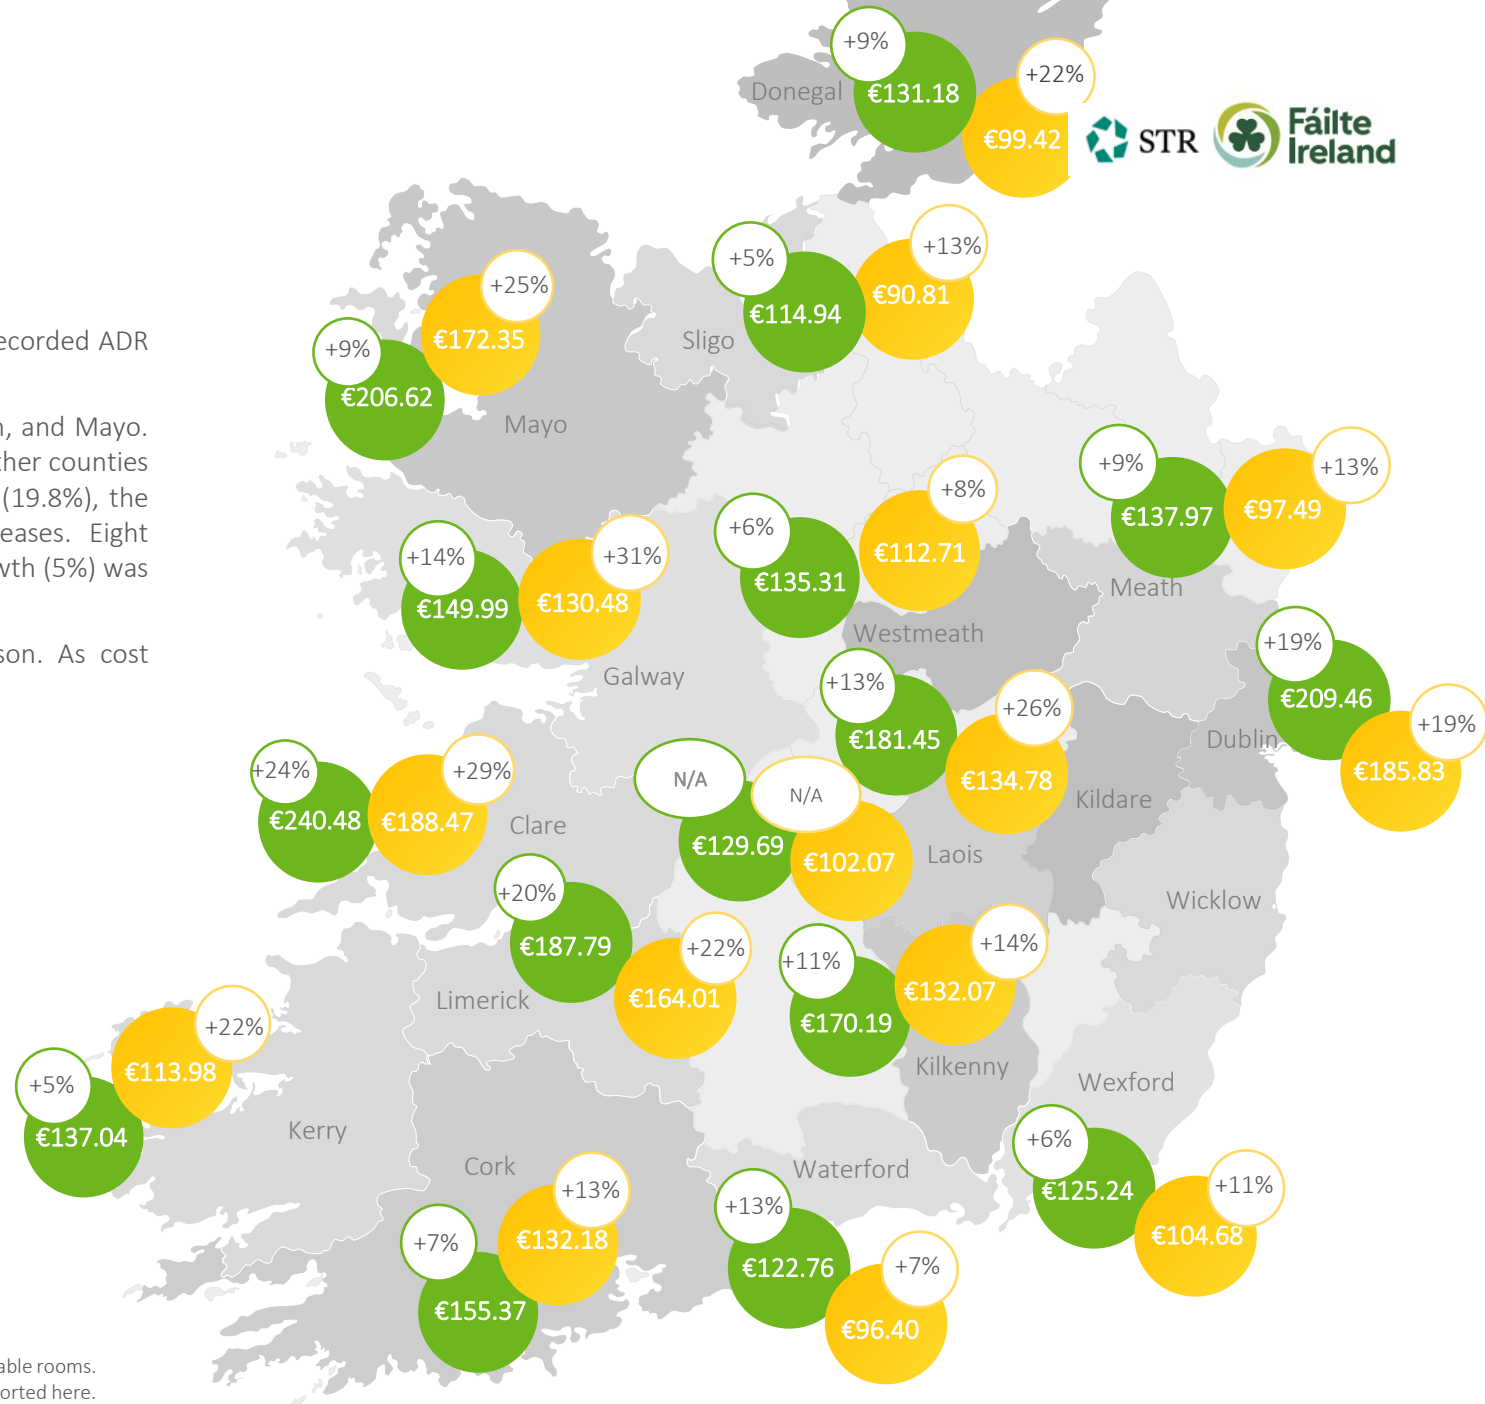 +9%
Donegal
€131.18
+22%
€99.42
STR
Fáilte
Ireland
+5%
€114.94
+13%
€90.81
Sligo
+25%
€172.35
+9%
€206.62
Mayo
ecorded ADR
, and Mayo.
ther counties
(19.8%), the
eases. Eight
wth (5%) was
son. As cost
+9%
€137.97
+13%
€97.49
Meath
+6%
€135.31
+8%
€112.71
Westmeath
+14%
€149.99
+31%
€130.48
Galway
+19%
€209.46
+19%
€185.83
Dublin
+13%
€181.45
+26%
€134.78
Kildare
+24%
€240.48
+29%
€188.47
Clare
N/A
€129.69
N/A
€102.07
Laois
Wicklow
+20%
€187.79
+22%
€164.01
Limerick
+11%
€170.19
+14%
€132.07
Kilkenny
+5%
€137.04
+22%
€113.98
Kerry
Wexford
+6%
€125.24
+11%
€104.68
Cork
+7%
€155.37
+13%
€132.18
Waterford
+13%
€122.76
+7%
€96.40
able rooms.
orted here.